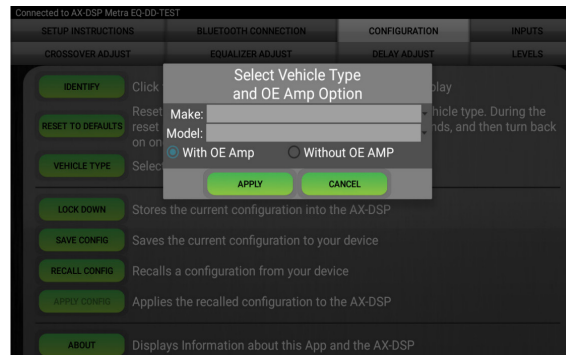 Connected to AX-DSP Metra EQ-DD-TEST
SETUP INSTRUCTIONS BLUETOOTH CONNECTION CONFIGURATION INPUTS
CROSSOVER ADJUST EQUALIZER ADJUST DELAY ADJUST LEVELS
Select Vehicle Type
and OE Amp Option
Make:
Model:
With OE Amp Without OE AMP
APPLY CANCEL
IDENTIFY Click
RESET TO DEFAULTS Reset hicle type. During the
reset nds, and then turn back
on on
VEHICLE TYPE Select
LOCK DOWN Stores the current configuration into the AX-DSP
SAVE CONFIG Saves the current configuration to your device
RECALL CONFIG Recalls a configuration from your device
APPLY CONFIG Applies the recalled configuration to the AX-DSP
ABOUT Displays Information about this App and the AX-DSP